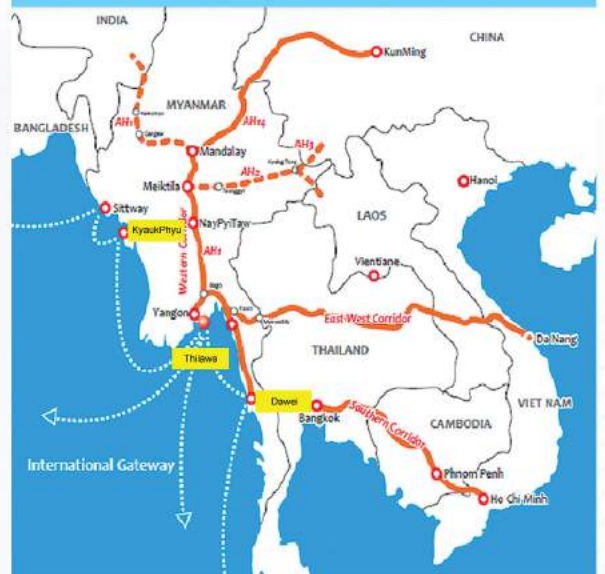 INDIA
CHINA
KunMing
MYANMAR
BANGLADESH
AH1
AH14
Mandalay
AH3
AH2
Meiktila
Hanoi
Sittway
KyaukPhyu
NayPyiTaw
LAOS
Western Corridor
AH1
Vientiane
Bago
Yangon
East-West Corridor
Da Nang
Thilawa
THAILAND
Dawei
Bangkok
Southern Corridor
CAMBODIA
VIET NAM
International Gateway
Phnom Penh
Ho Chi Minh